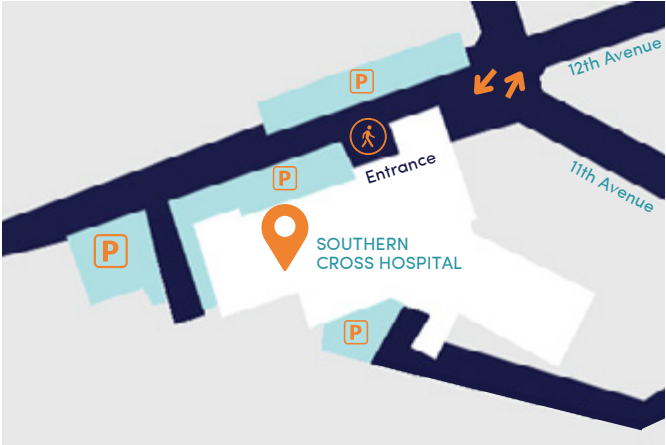 12th Avenue
P
Entrance
11th Avenue
P
P
SOUTHERN
CROSS HOSPITAL
P